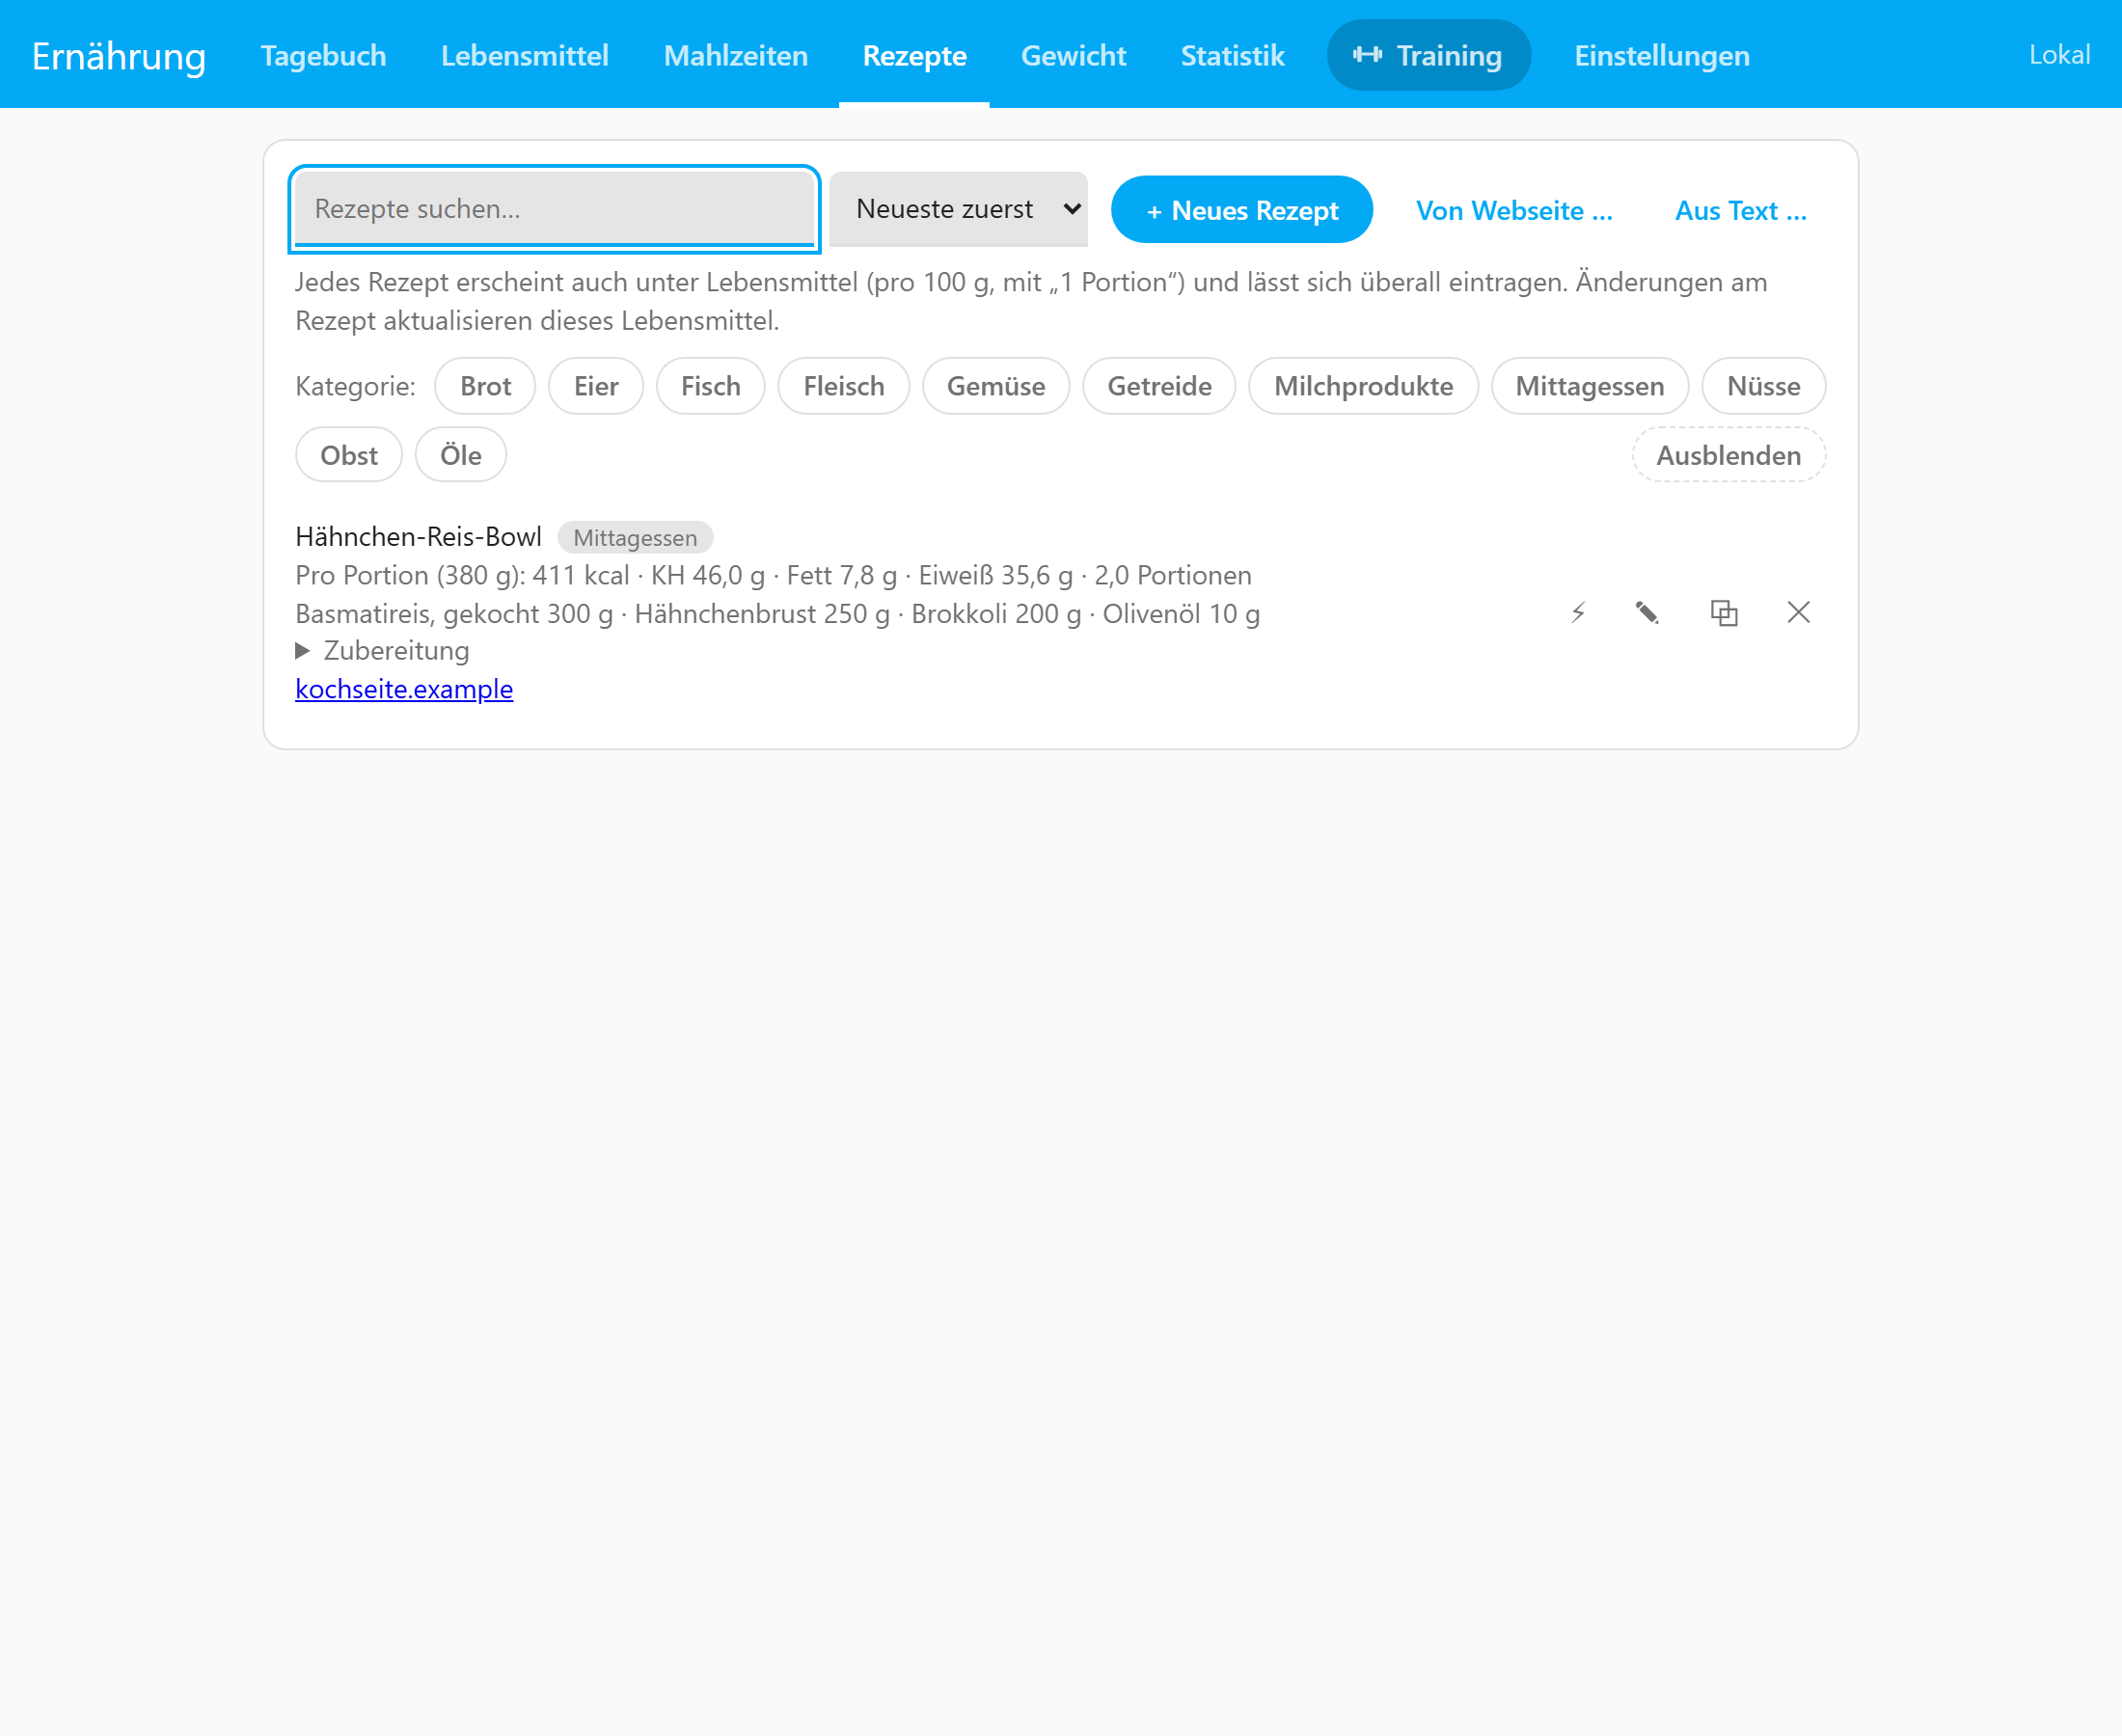 Ernährung Tagebuch Lebensmittel Mahlzeiten Rezepte Gewicht Statistik Training Einstellungen Lokal
Rezepte suchen... Neueste zuerst + Neues Rezept Von Webseite ... Aus Text ...
Jedes Rezept erscheint auch unter Lebensmittel (pro 100 g, mit „1 Portion“) und lässt sich überall eintragen. Änderungen am
Rezept aktualisieren dieses Lebensmittel.
Kategorie: Brot Eier Fisch Fleisch Gemüse Getreide Milchprodukte Mittagessen Nüsse
Obst Öle Ausblenden
Hähnchen-Reis-Bowl Mittagessen
Pro Portion (380 g): 411 kcal · KH 46,0 g · Fett 7,8 g · Eiweiß 35,6 g · 2,0 Portionen
Basmatireis, gekocht 300 g · Hähnchenbrust 250 g · Brokkoli 200 g · Olivenöl 10 g
Zubereitung
kochseite.example